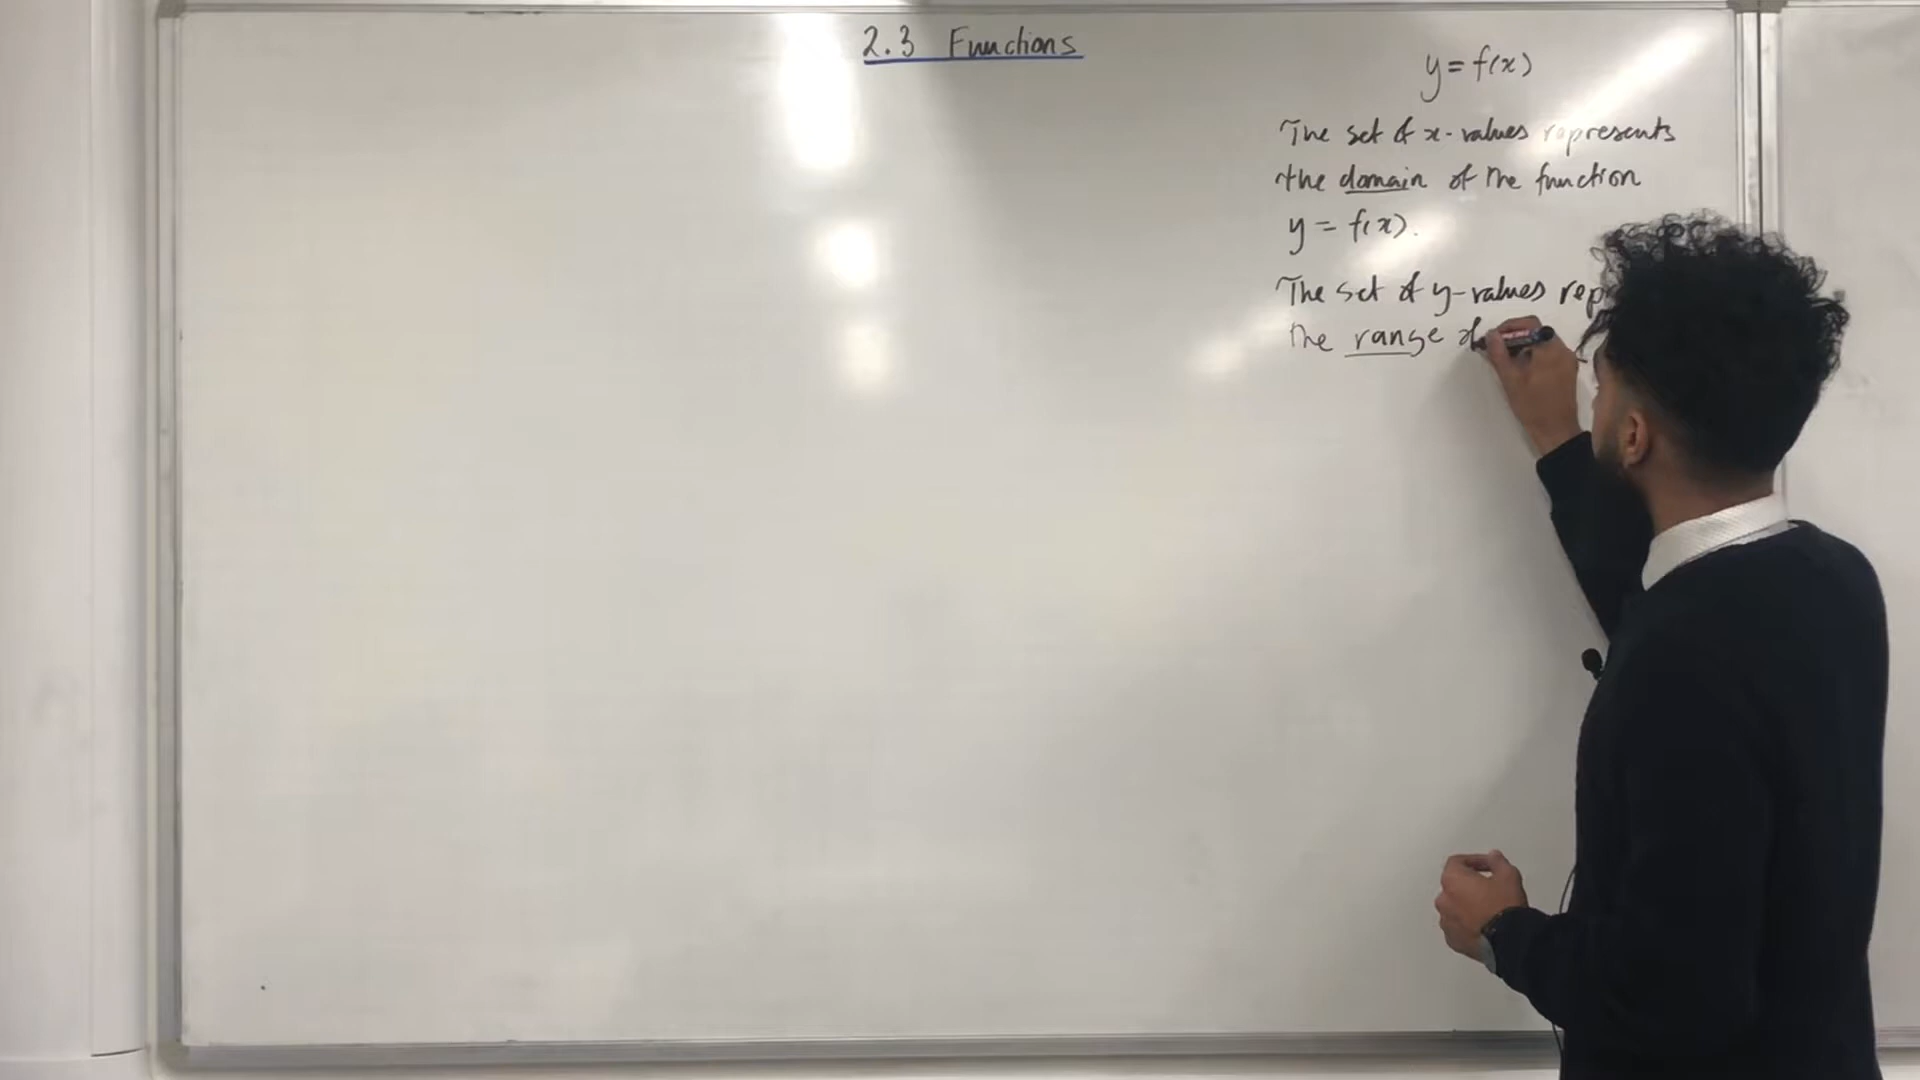 2.3 Functions
y = f(x)
The set of x-values represents
the domain of the function
y = f(x).
The set of y-values rep
the range of